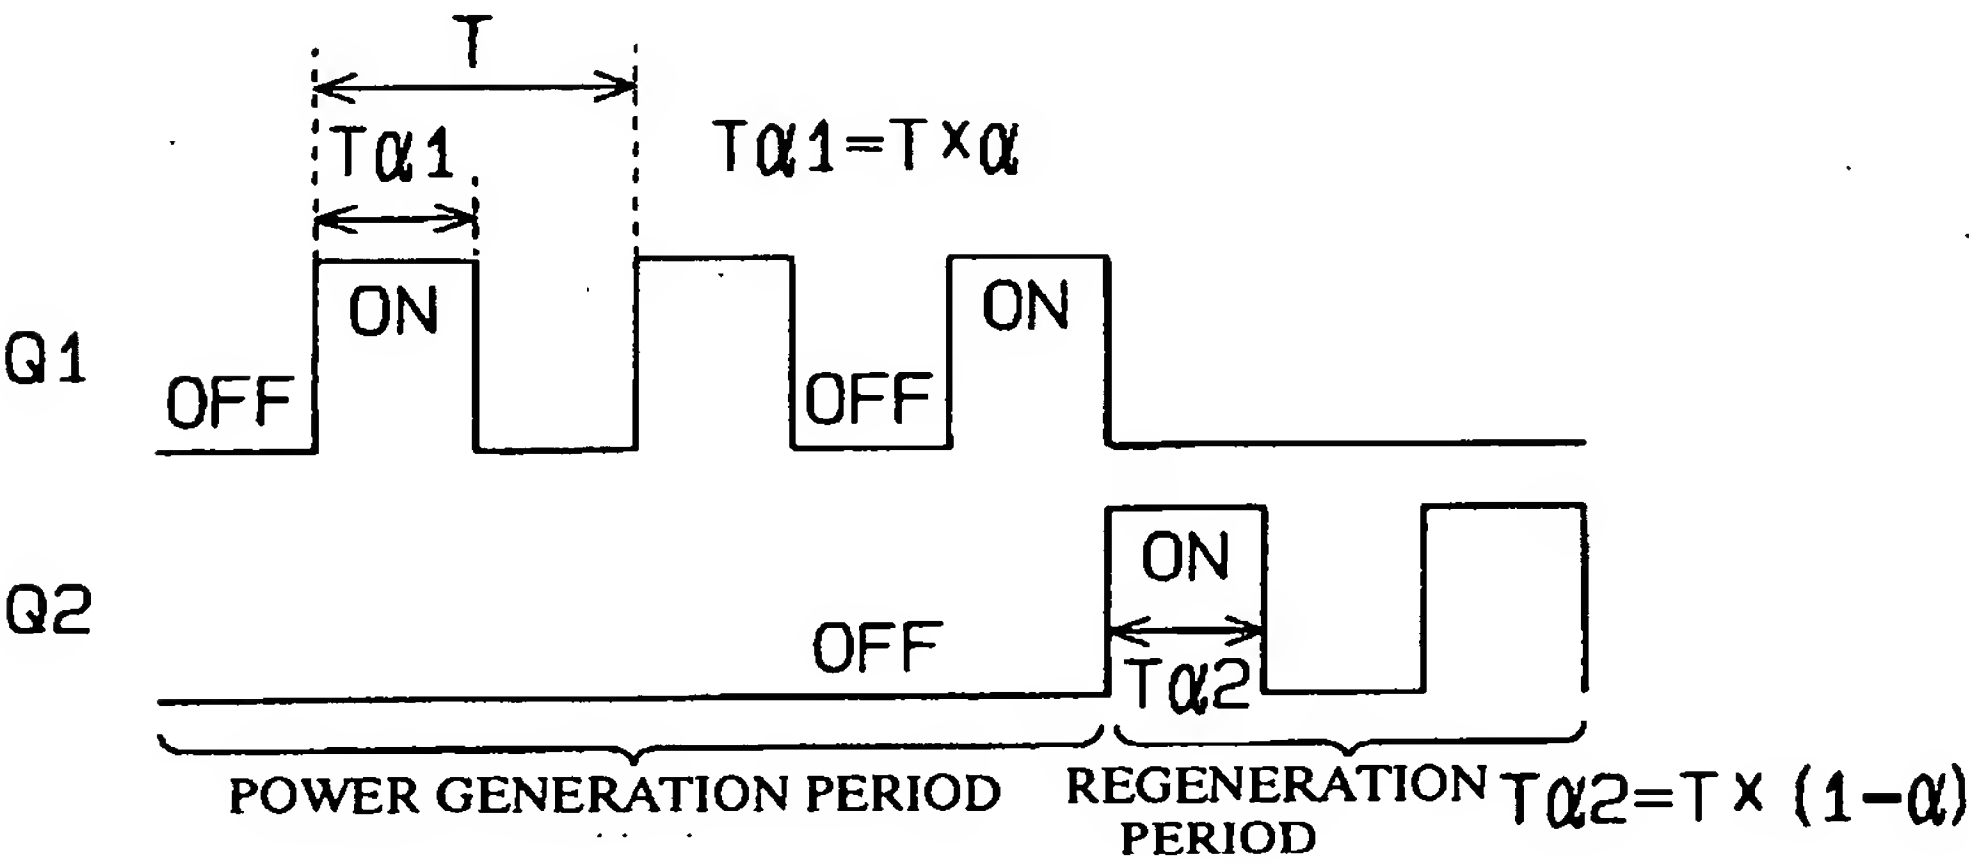 T
Tα1
Tα1=T×α
ON
ON
Q1
OFF
OFF
ON
Q2
OFF
Tα2
POWER GENERATION PERIOD
REGENERATION
PERIOD
Tα2=T×(1-α)